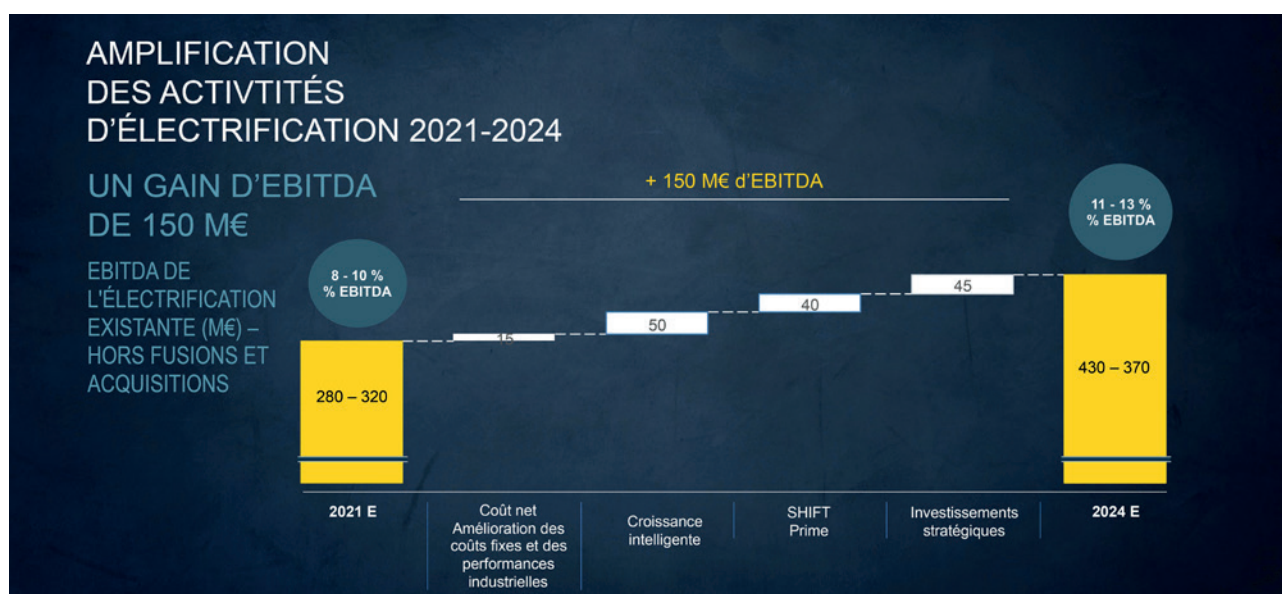 AMPLIFICATION
DES ACTIVTITÉS
D'ÉLECTRIFICATION 2021-2024
UN GAIN D'EBITDA
DE 150 M€
EBITDA DE
L'ÉLECTRIFICATION
EXISTANTE (M€) –
HORS FUSIONS ET
ACQUISITIONS
+ 150 M€ d'EBITDA
8 - 10 %
% EBITDA
11 - 13 %
% EBITDA
280 – 320
15
50
40
45
430 – 370
2021 E
Coût net
Amélioration des
coûts fixes et des
performances
industrielles
Croissance
intelligente
SHIFT
Prime
Investissements
stratégiques
2024 E